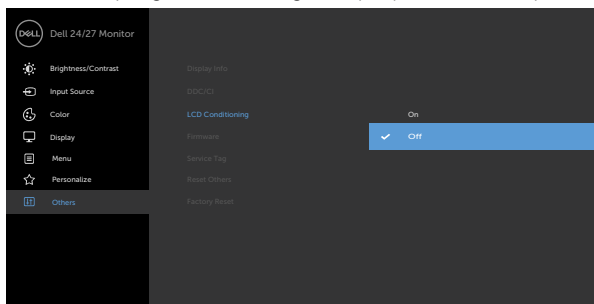 DELL
Dell 24/27 Monitor
Brightness/Contrast
Input Source
Color
Display
Menu
Personalize
Others
Display Info
DDC/CI
LCD Conditioning
Firmware
Service Tag
Reset Others
Factory Reset
On
Off